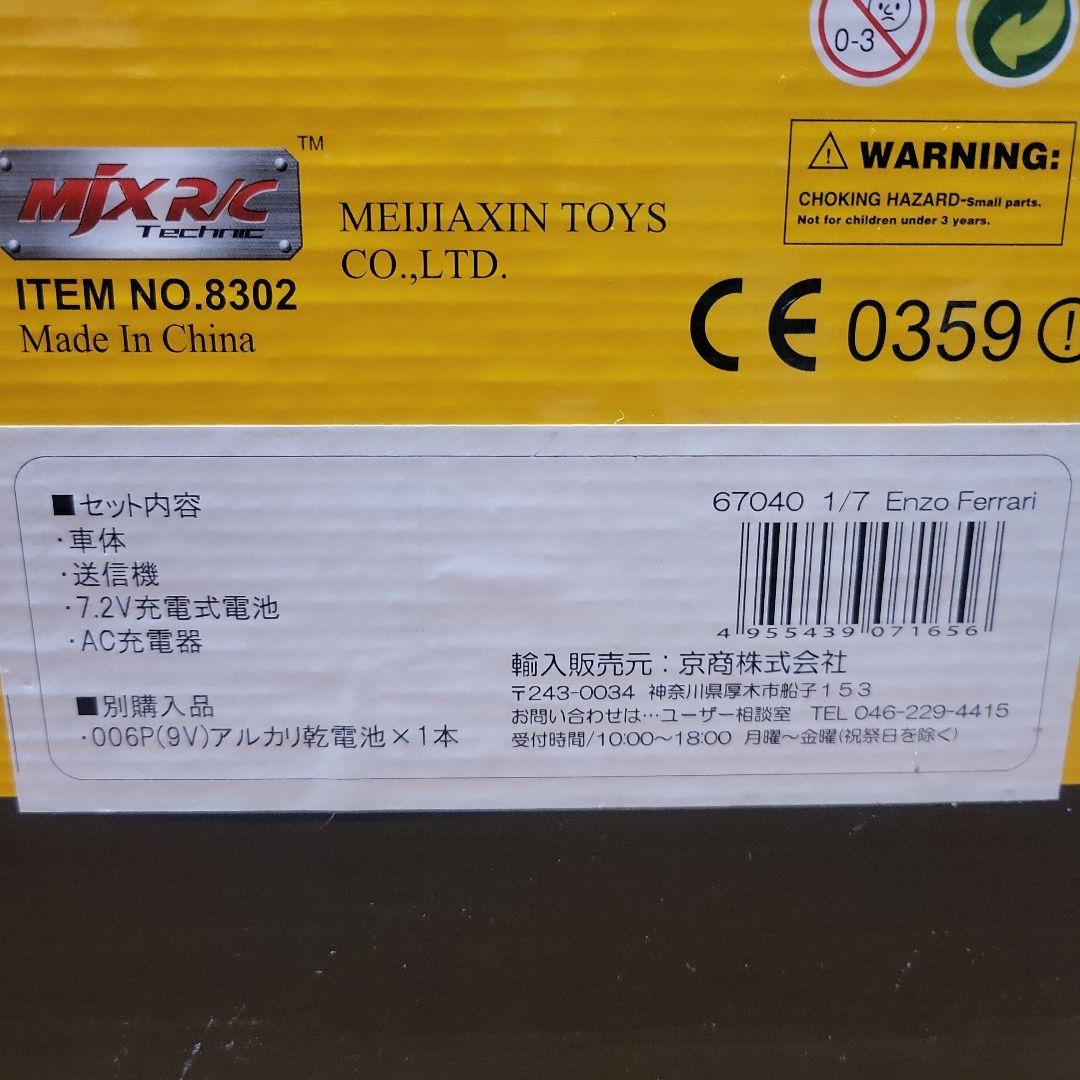 0-3
WARNING:
CHOKING HAZARD-Small parts.
Not for children under 3 years.
MJX R/C
Technic
TM
MEIJIAXIN TOYS
CO.,LTD.
ITEM NO.8302
Made In China
CE 0359 !
■セット内容
・車体
・送信機
・7.2V充電式電池
・AC充電器
■別購入品
・006P(9V)アルカリ乾電池×1本
67040 1/7 Enzo Ferrari
4 955439 071656
輸入販売元：京商株式会社
〒243-0034 神奈川県厚木市船子153
お問い合わせは…ユーザー相談室 TEL 046-229-4415
受付時間/10:00～18:00 月曜～金曜(祝祭日を除く)